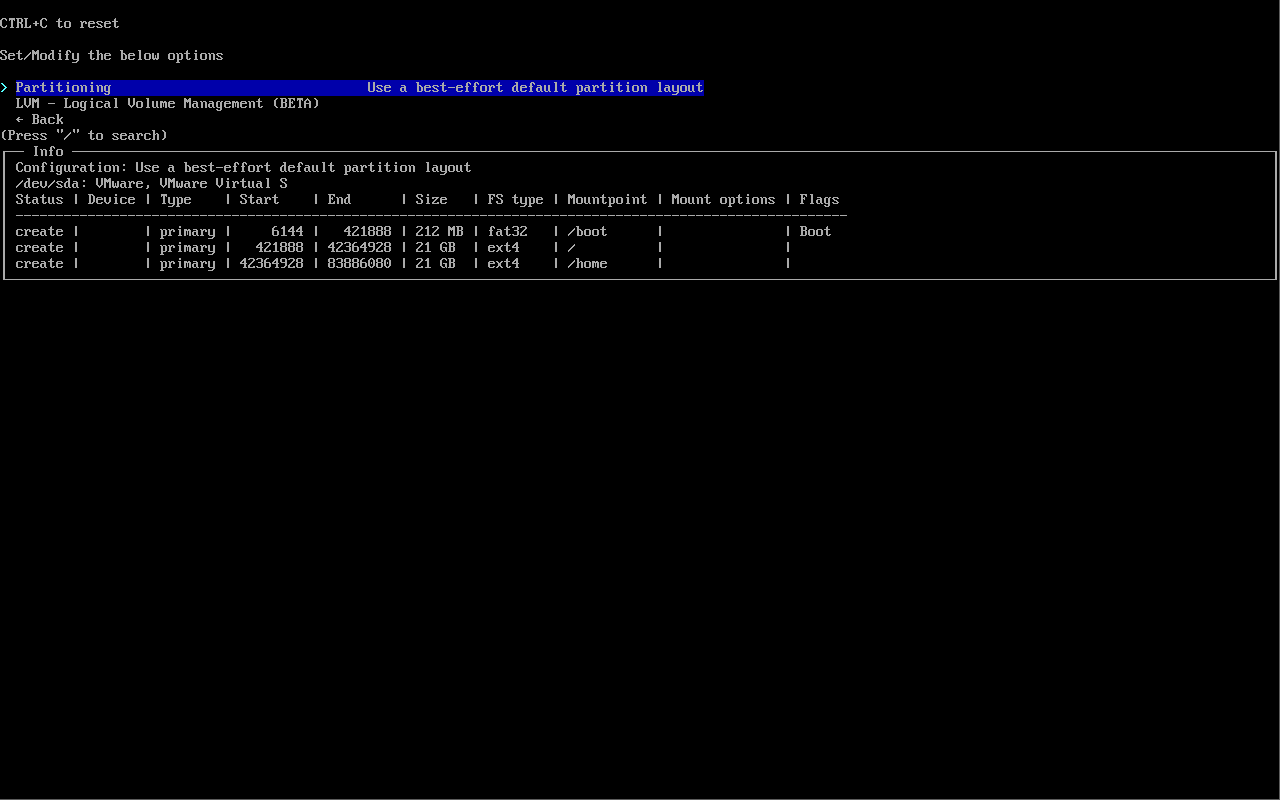 CTRL+C to reset
Set/Modify the below options
> Partitioning                                Use a best-effort default partition layout
  LVM - Logical Volume Management (BETA)
  ← Back
(Press "/" to search)
Info
Configuration: Use a best-effort default partition layout
/dev/sda: VMware, VMware Virtual S
Status | Device | Type    | Start    | End      | Size   | FS type | Mountpoint | Mount options | Flags
--------------------------------------------------------------------------------------------------------
create |        | primary |     6144 |   421888 | 212 MB | fat32   | /boot      |               | Boot
create |        | primary |   421888 | 42364928 | 21 GB  | ext4    | /          |               |
create |        | primary | 42364928 | 83886080 | 21 GB  | ext4    | /home      |               |